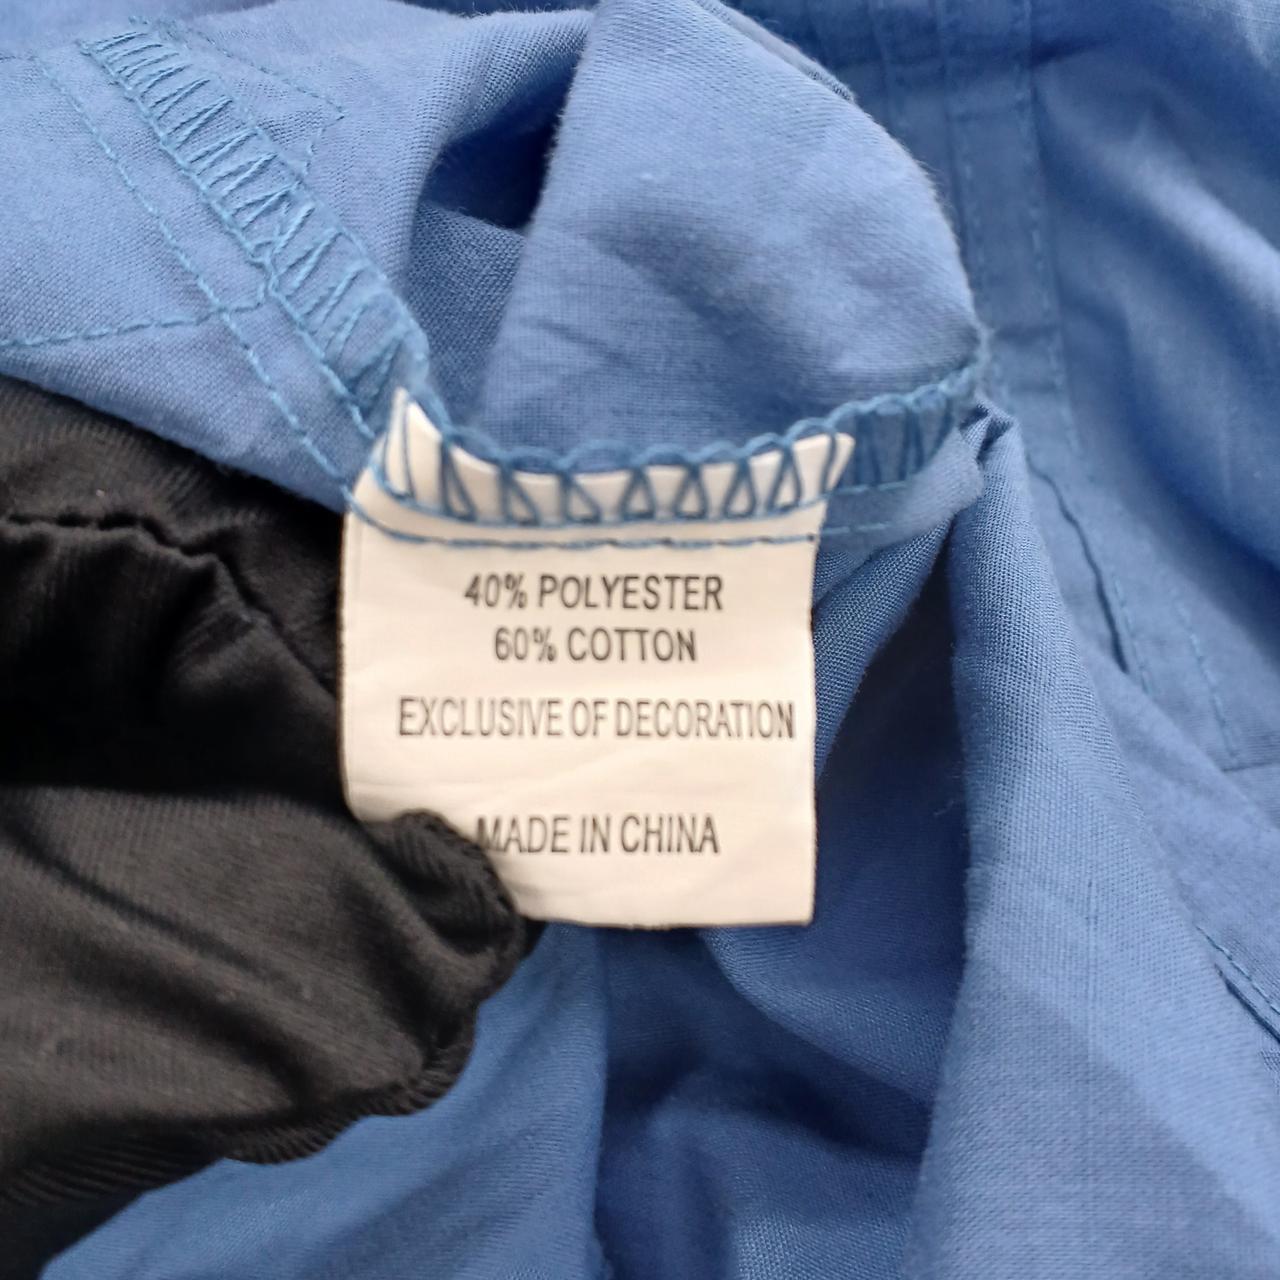 40% POLYESTER
60% COTTON
EXCLUSIVE OF DECORATION
MADE IN CHINA